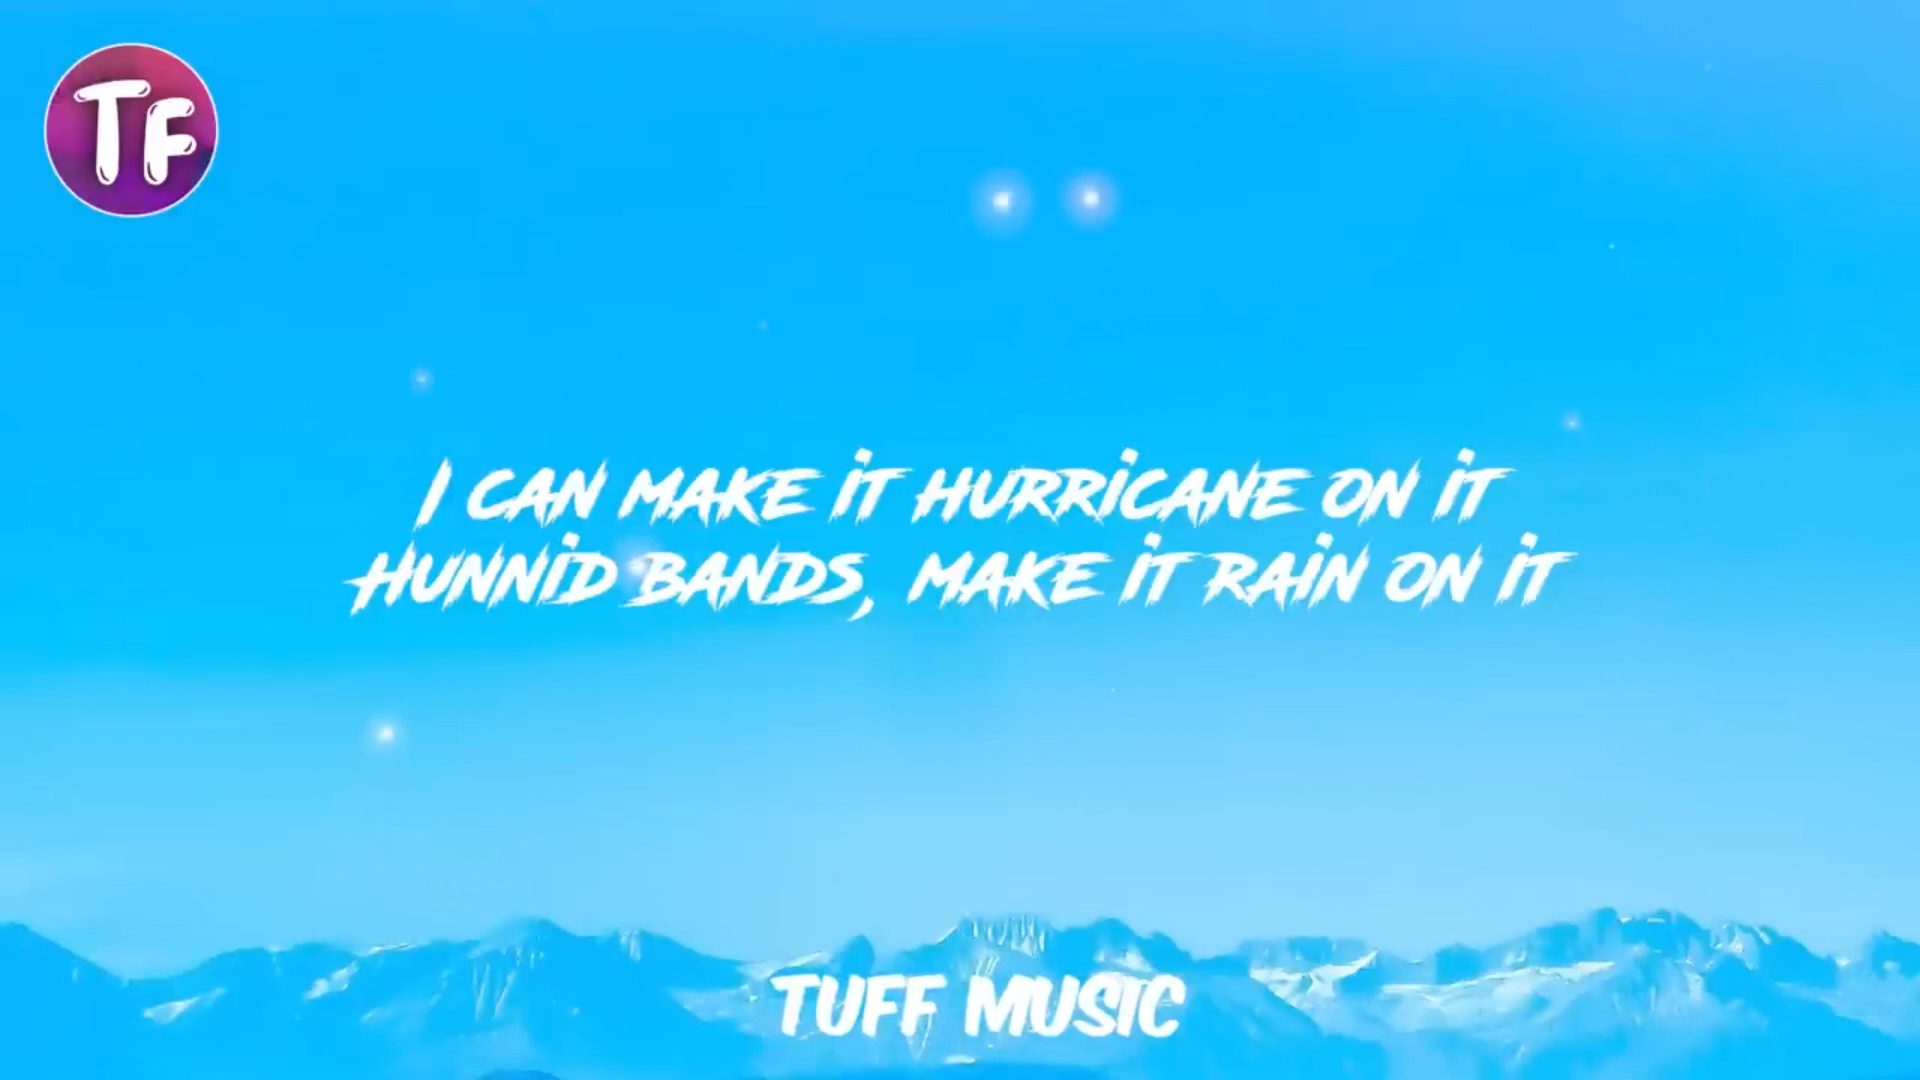 TF
I CAN MAKE IT HURRICANE ON IT
HUNNID BANDS, MAKE IT RAIN ON IT
TUFF MUSIC